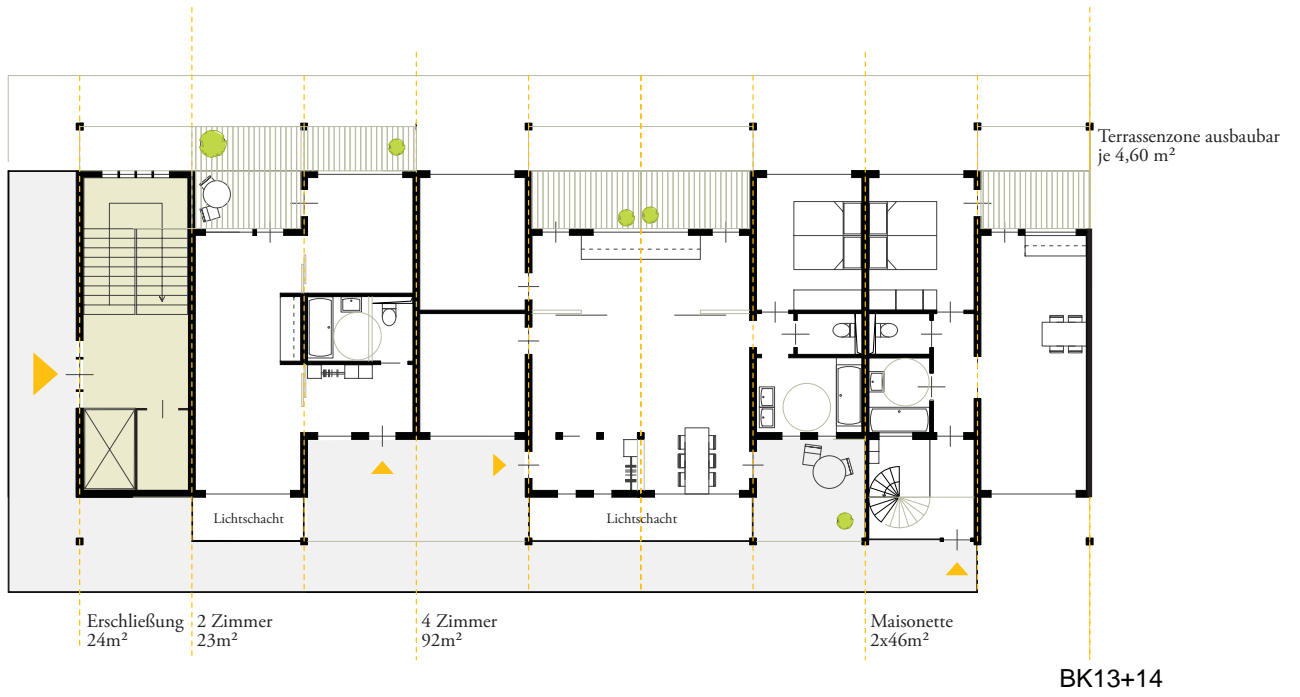 Terrassenzone ausbaubar
je 4,60 m²
Lichtschacht
Lichtschacht
Erschließung
24m²
2 Zimmer
23m²
4 Zimmer
92m²
Maisonette
2x46m²
BK13+14